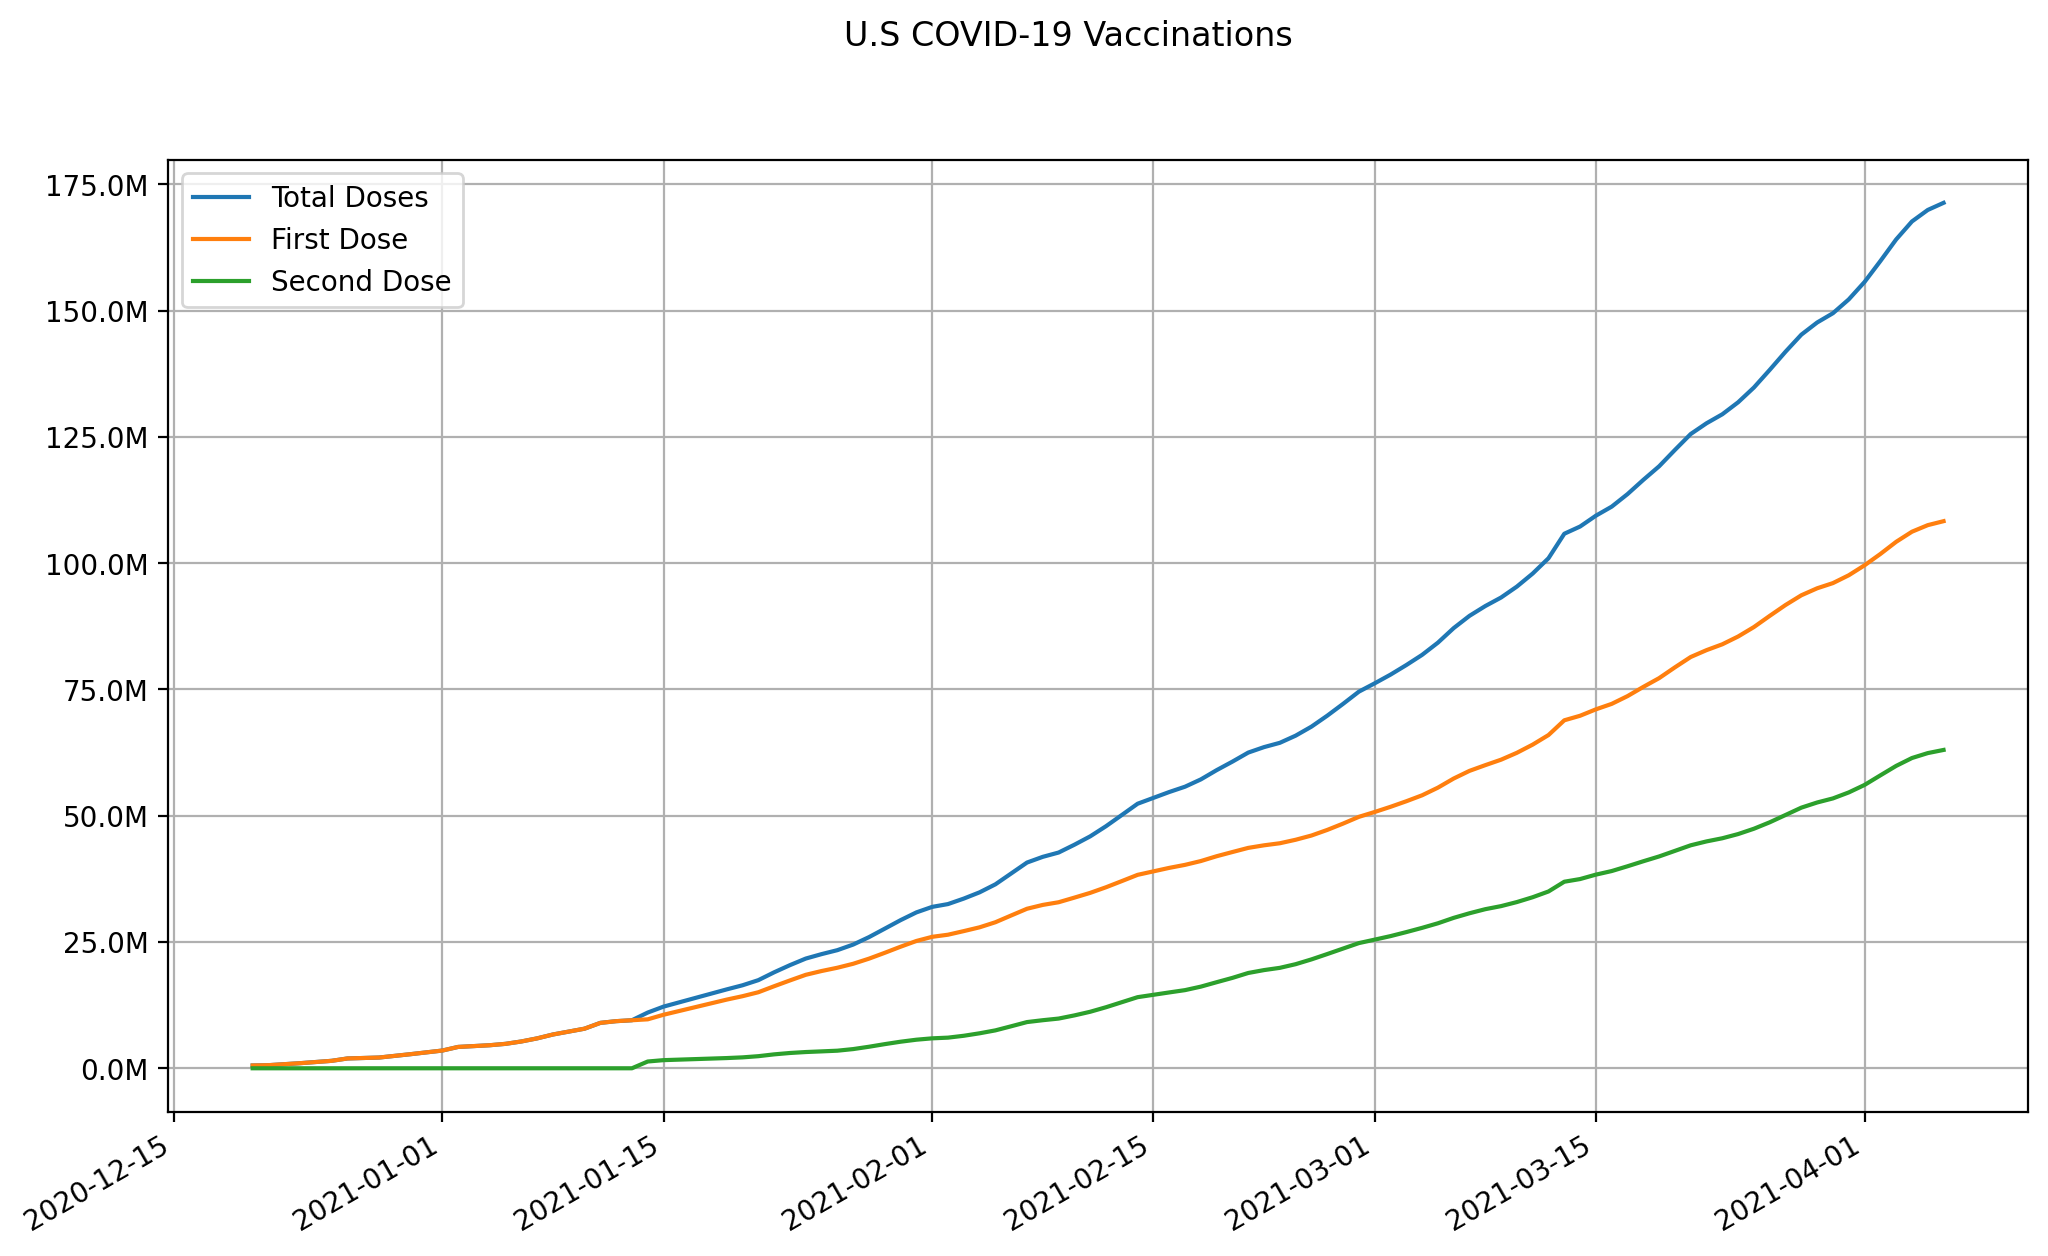 U.S COVID-19 Vaccinations
Total Doses
First Dose
Second Dose
175.0M
150.0M
125.0M
100.0M
75.0M
50.0M
25.0M
0.0M
2020-12-15
2021-01-01
2021-01-15
2021-02-01
2021-02-15
2021-03-01
2021-03-15
2021-04-01